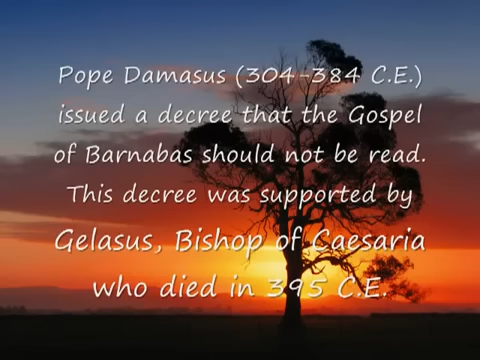 Pope Damasus (304-384 C.E.)
issued a decree that the Gospel
of Barnabas should not be read.
This decree was supported by
Gelasus, Bishop of Caesaria
who died in 395 C.E.